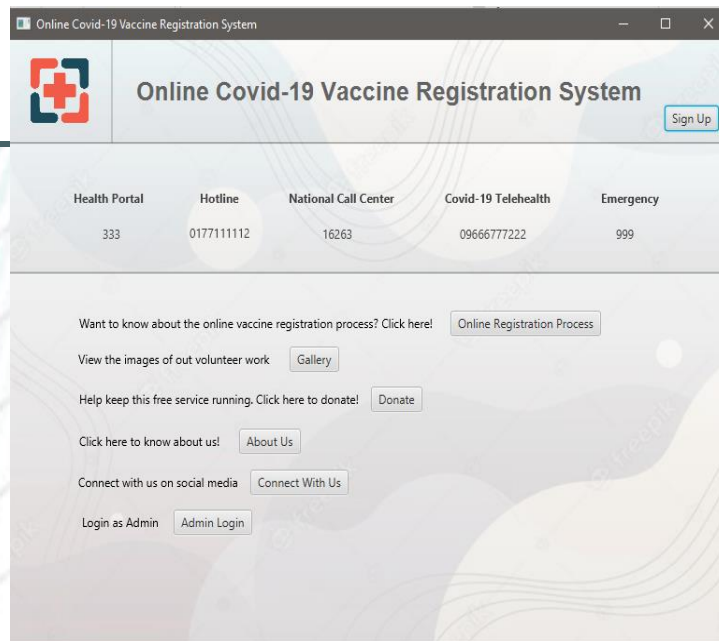 Online Covid-19 Vaccine Registration System
Online Covid-19 Vaccine Registration System
Sign Up
Health Portal Hotline National Call Center Covid-19 Telehealth Emergency
333 0177111112 16263 09666777222 999
Want to know about the online vaccine registration process? Click here! Online Registration Process
View the images of out volunteer work Gallery
Help keep this free service running. Click here to donate! Donate
Click here to know about us! About Us
Connect with us on social media Connect With Us
Login as Admin Admin Login